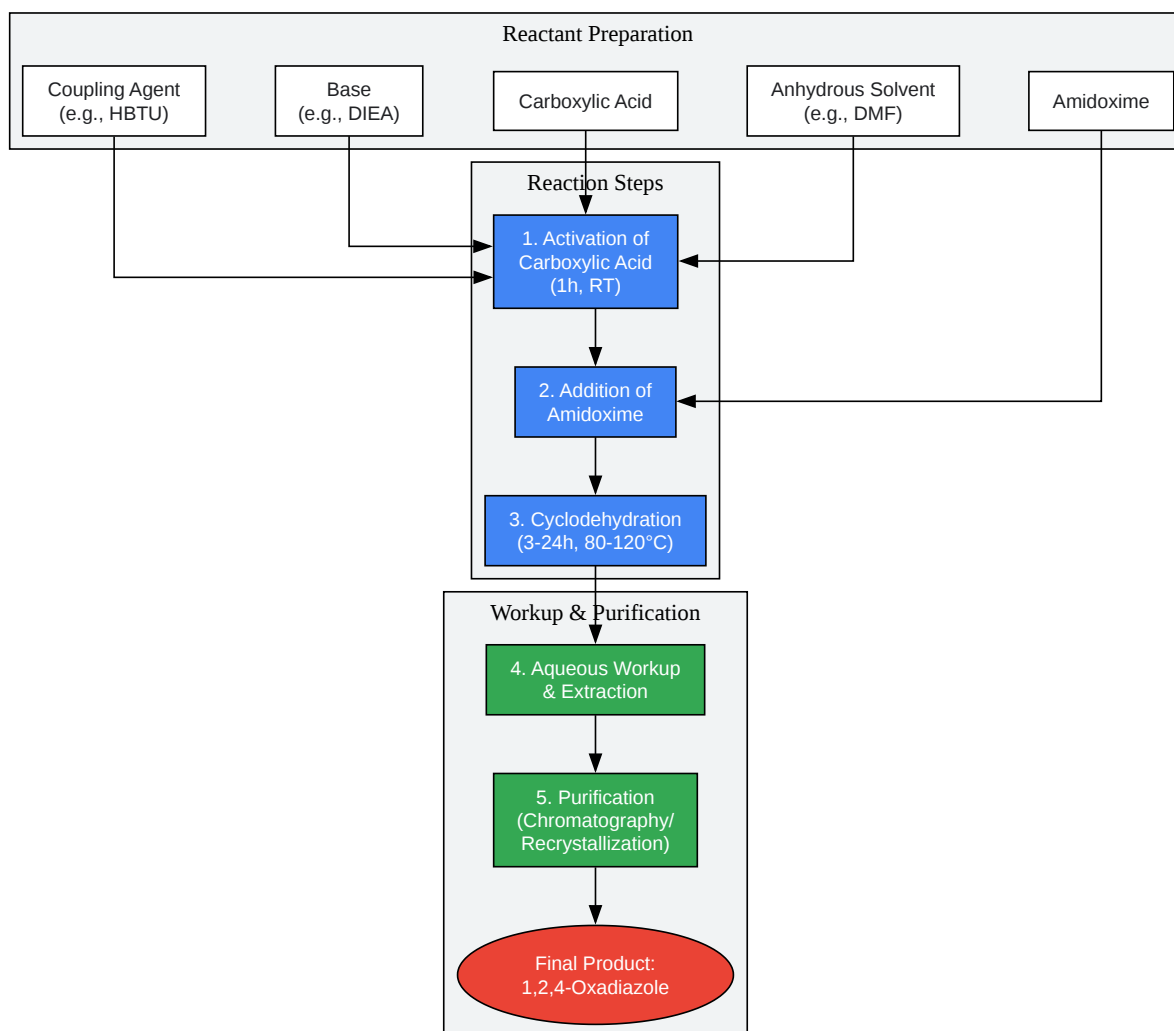 Reactant Preparation
Coupling Agent
(e.g., HBTU)
Base
(e.g., DIEA)
Carboxylic Acid
Anhydrous Solvent
(e.g., DMF)
Amidoxime
Reaction Steps
1. Activation of
Carboxylic Acid
(1h, RT)
2. Addition of
Amidoxime
3. Cyclodehydration
(3-24h, 80-120°C)
Workup & Purification
4. Aqueous Workup
& Extraction
5. Purification
(Chromatography/
Recrystallization)
Final Product:
1,2,4-Oxadiazole